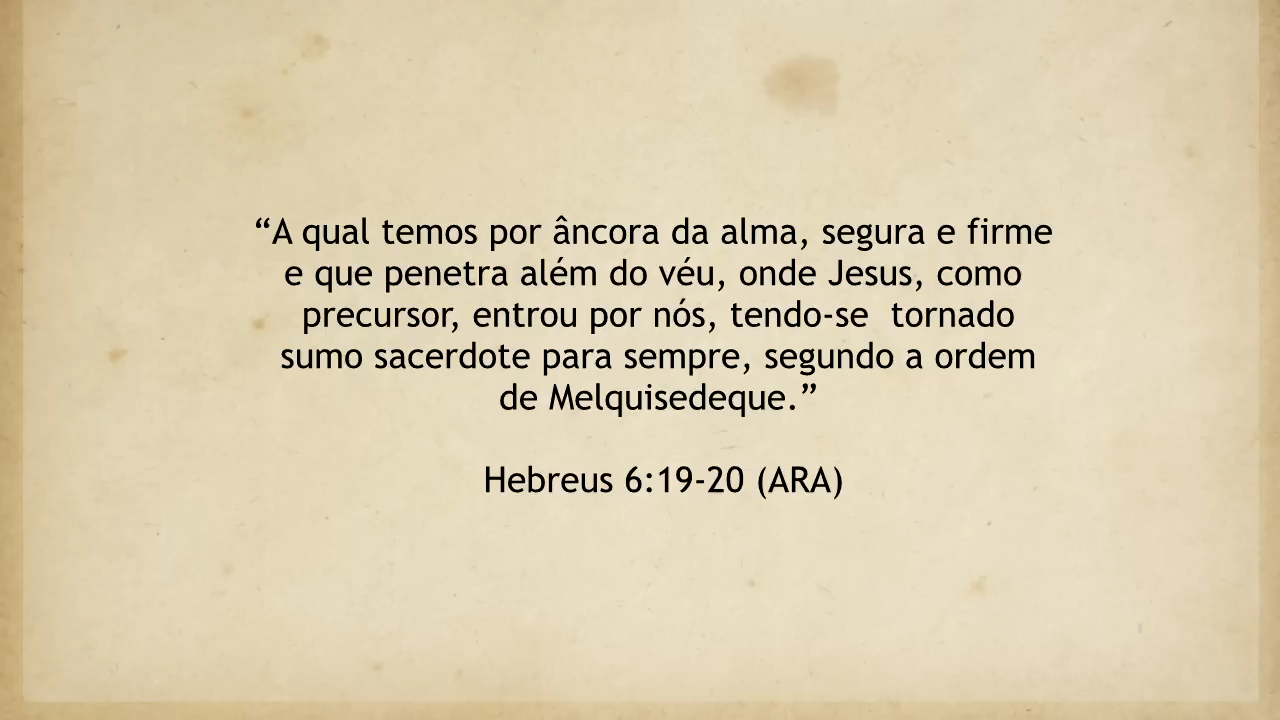 “A qual temos por âncora da alma, segura e firme
e que penetra além do véu, onde Jesus, como
precursor, entrou por nós, tendo-se  tornado
sumo sacerdote para sempre, segundo a ordem
de Melquisedeque.”
Hebreus 6:19-20 (ARA)